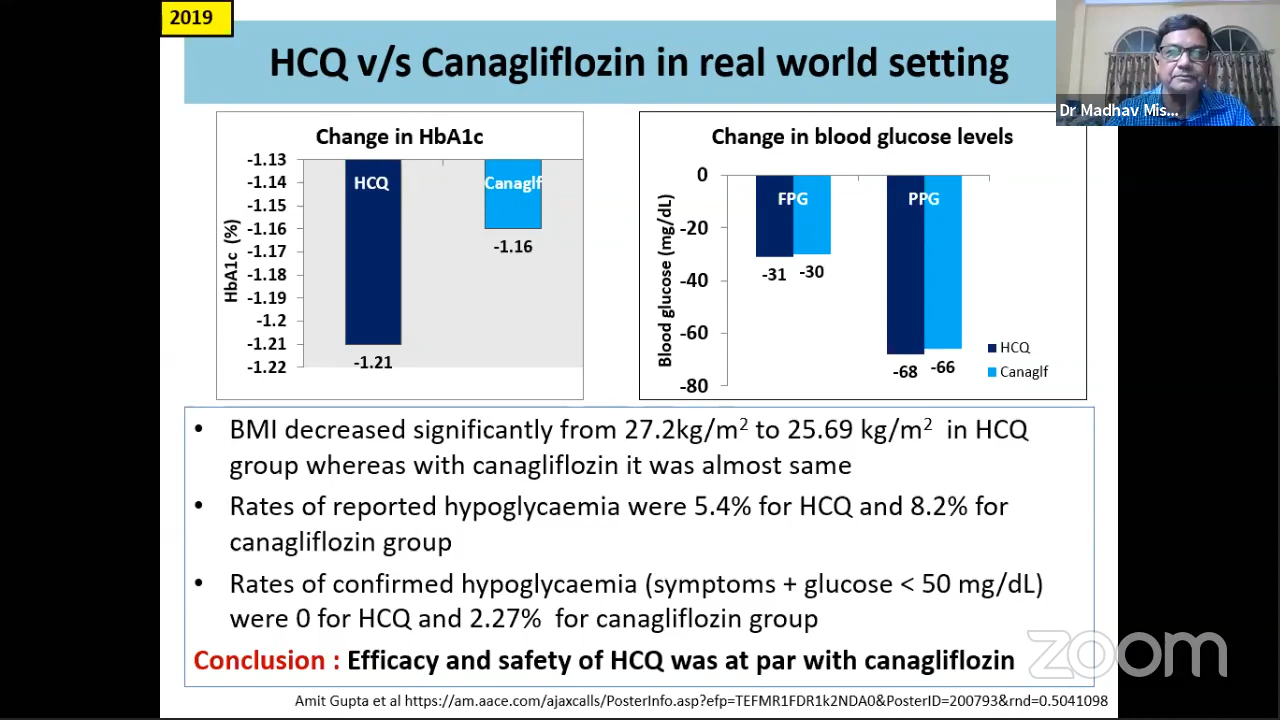 2019
HCQ v/s Canagliflozin in real world setting
Dr Madhav Mis...
Change in HbA1c
HbA1c (%)
-1.13
-1.14
-1.15
-1.16
-1.17
-1.18
-1.19
-1.2
-1.21
-1.22
HCQ
Canaglf
-1.16
-1.21
Change in blood glucose levels
Blood glucose (mg/dL)
0
-20
-40
-60
-80
FPG
PPG
-31
-30
-68
-66
HCQ
Canaglf
• BMI decreased significantly from 27.2kg/m² to 25.69 kg/m² in HCQ
group whereas with canagliflozin it was almost same
• Rates of reported hypoglycaemia were 5.4% for HCQ and 8.2% for
canagliflozin group
• Rates of confirmed hypoglycaemia (symptoms + glucose < 50 mg/dL)
were 0 for HCQ and 2.27% for canagliflozin group
Conclusion : Efficacy and safety of HCQ was at par with canagliflozin
zoom
Amit Gupta et al https://am.aace.com/ajaxcalls/PosterInfo.asp?efp=TEFMR1FDR1k2NDA0&PosterID=200793&rnd=0.5041098